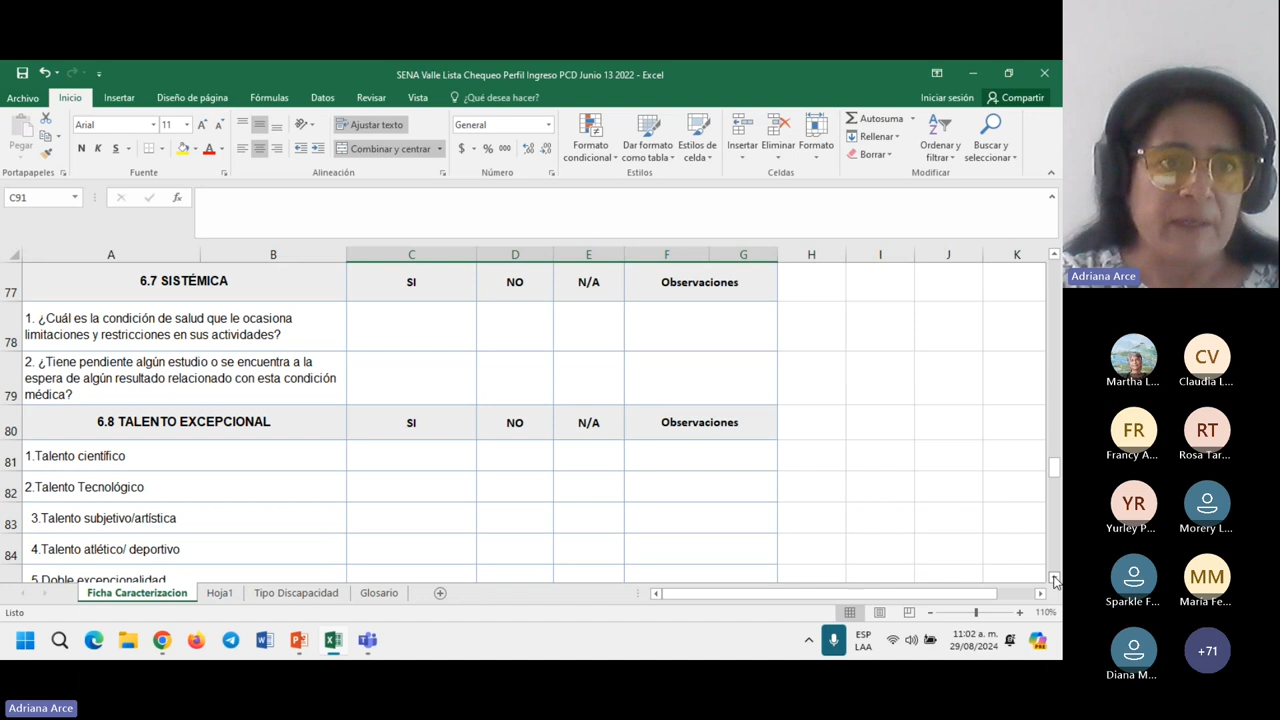 SENA Valle Lista Chequeo Perfil Ingreso PCD Junio 13 2022 - Excel
Archivo Inicio Insertar Diseño de página Fórmulas Datos Revisar Vista ¿Qué desea hacer? Iniciar sesión Compartir
Pegar
Arial 11
N K S
Ajustar texto
Combinar y centrar
General
$ % 000
Formato condicional
Dar formato como tabla
Estilos de celda
Insertar Eliminar Formato
Autosuma
Rellenar
Borrar
Ordenar y filtrar
Buscar y seleccionar
Portapapeles Fuente Alineación Número Estilos Celdas Modificar
C91 fx
A B C D E F G H I J K
77 6.7 SISTÉMICA SI NO N/A Observaciones
78 1. ¿Cuál es la condición de salud que le ocasiona
limitaciones y restricciones en sus actividades?
79 2. ¿Tiene pendiente algún estudio o se encuentra a la
espera de algún resultado relacionado con esta condición
médica?
80 6.8 TALENTO EXCEPCIONAL SI NO N/A Observaciones
81 1.Talento científico
82 2.Talento Tecnológico
83 3.Talento subjetivo/artística
84 4.Talento atlético/ deportivo
5.Doble excepcionalidad
Ficha Caracterizacion Hoja1 Tipo Discapacidad Glosario
Listo 110%
ESP
LAA
11:02 a. m.
29/08/2024
Adriana Arce
Martha L...
CV
Claudia L...
FR
Francy A...
RT
Rosa Tar...
YR
Yurley P...
Morery L...
Sparkle F...
MM
María Fe...
Diana M...
+71
Adriana Arce